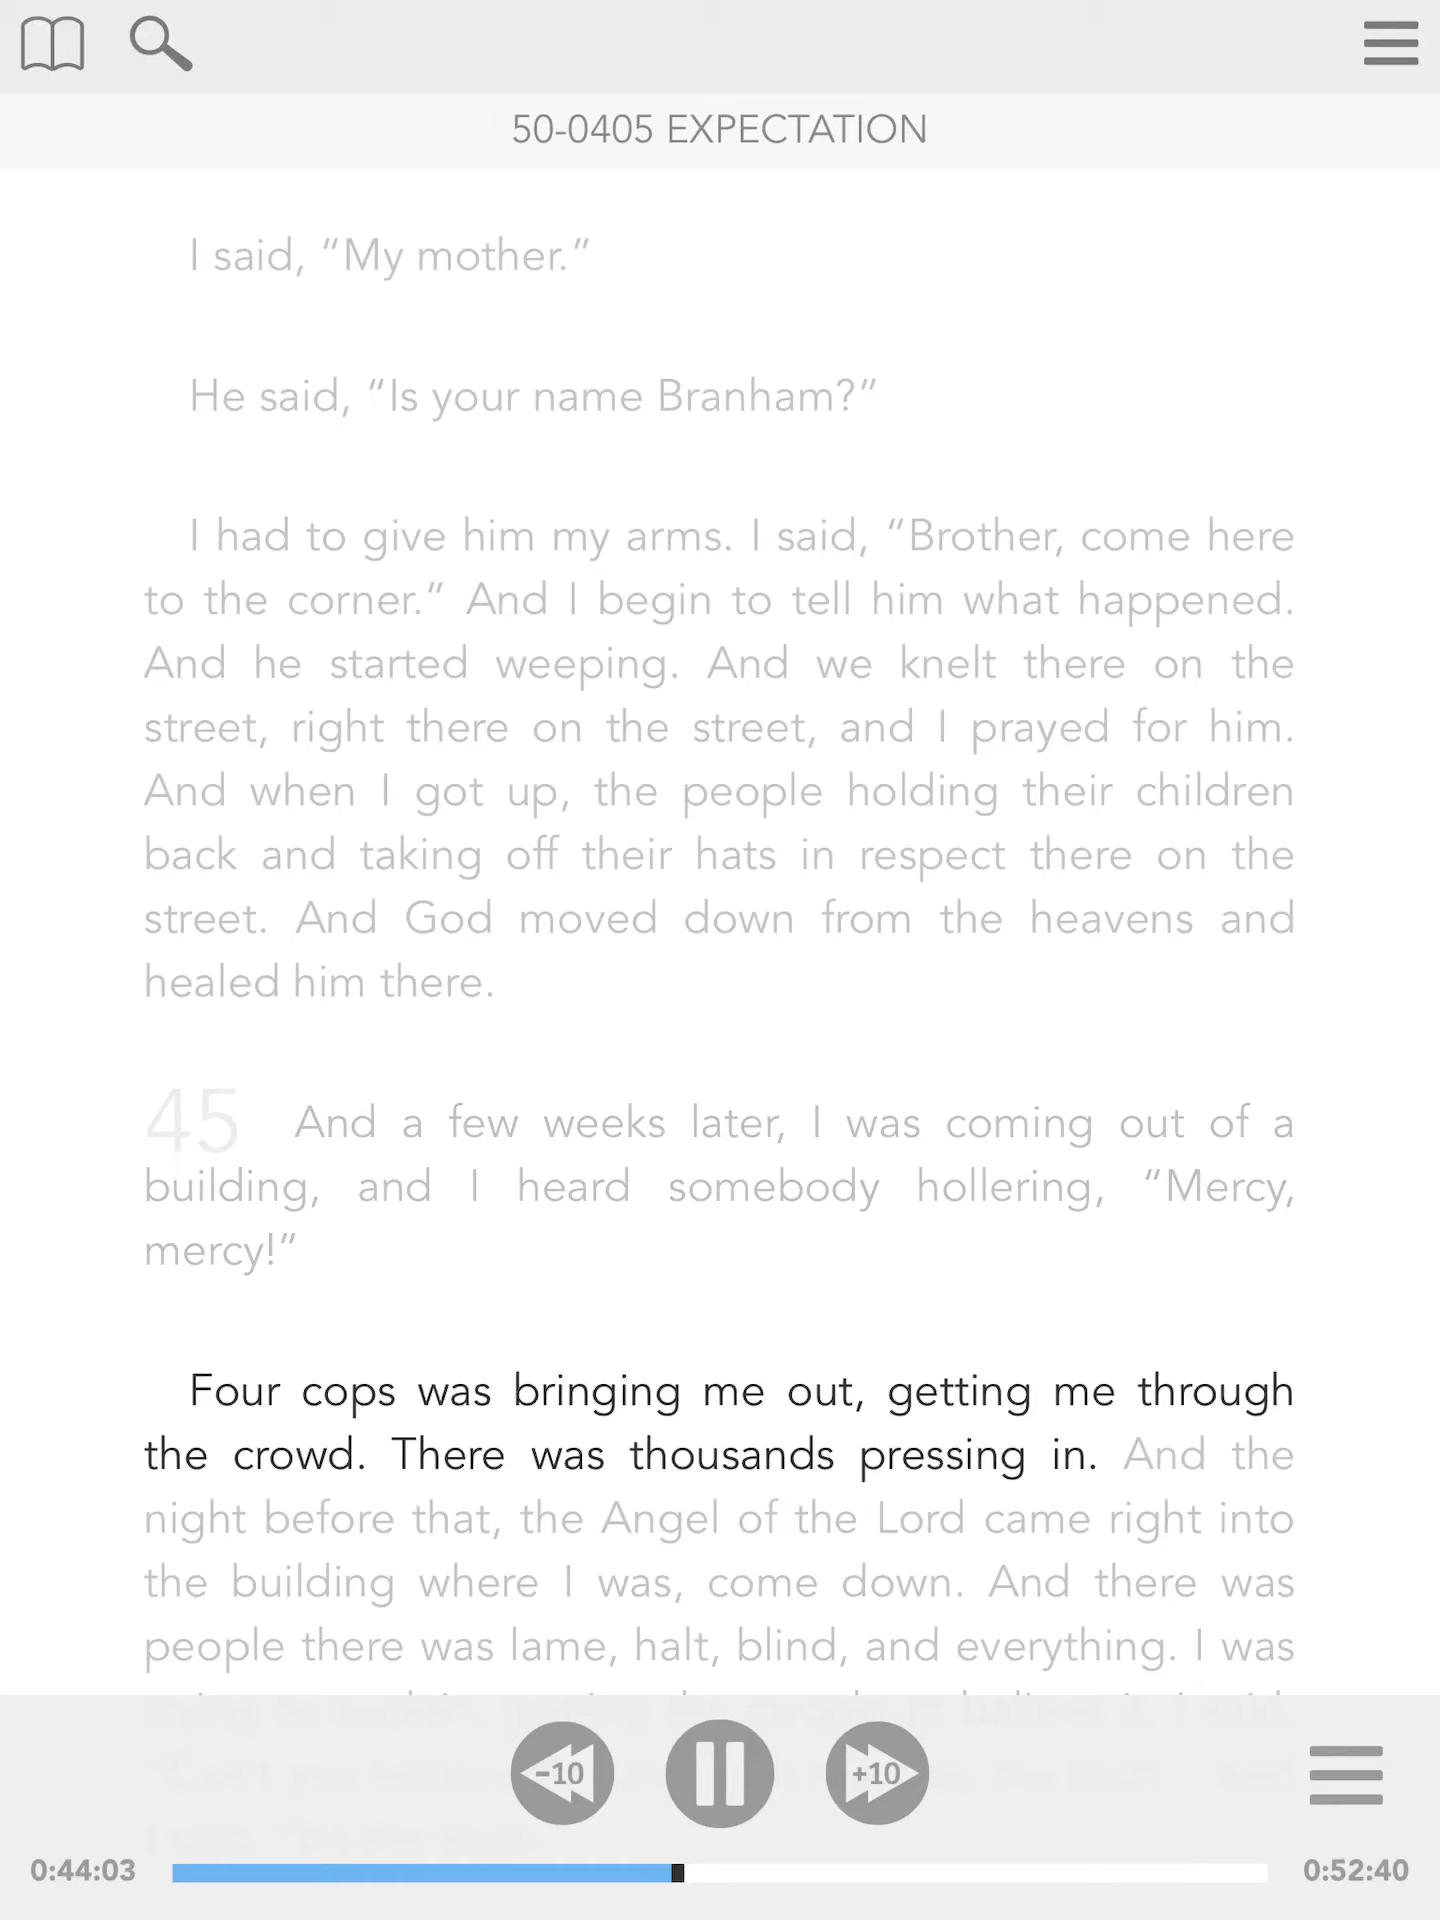 50-0405 EXPECTATION
I said, “My mother.”
He said, “Is your name Branham?”
I had to give him my arms. I said, “Brother, come here
to the corner.” And I begin to tell him what happened.
And he started weeping. And we knelt there on the
street, right there on the street, and I prayed for him.
And when I got up, the people holding their children
back and taking off their hats in respect there on the
street. And God moved down from the heavens and
healed him there.
45 And a few weeks later, I was coming out of a
building, and I heard somebody hollering, “Mercy,
mercy!”
Four cops was bringing me out, getting me through
the crowd. There was thousands pressing in. And the
night before that, the Angel of the Lord came right into
the building where I was, come down. And there was
people there was lame, halt, blind, and everything. I was
-10 +10
0:44:03 0:52:40